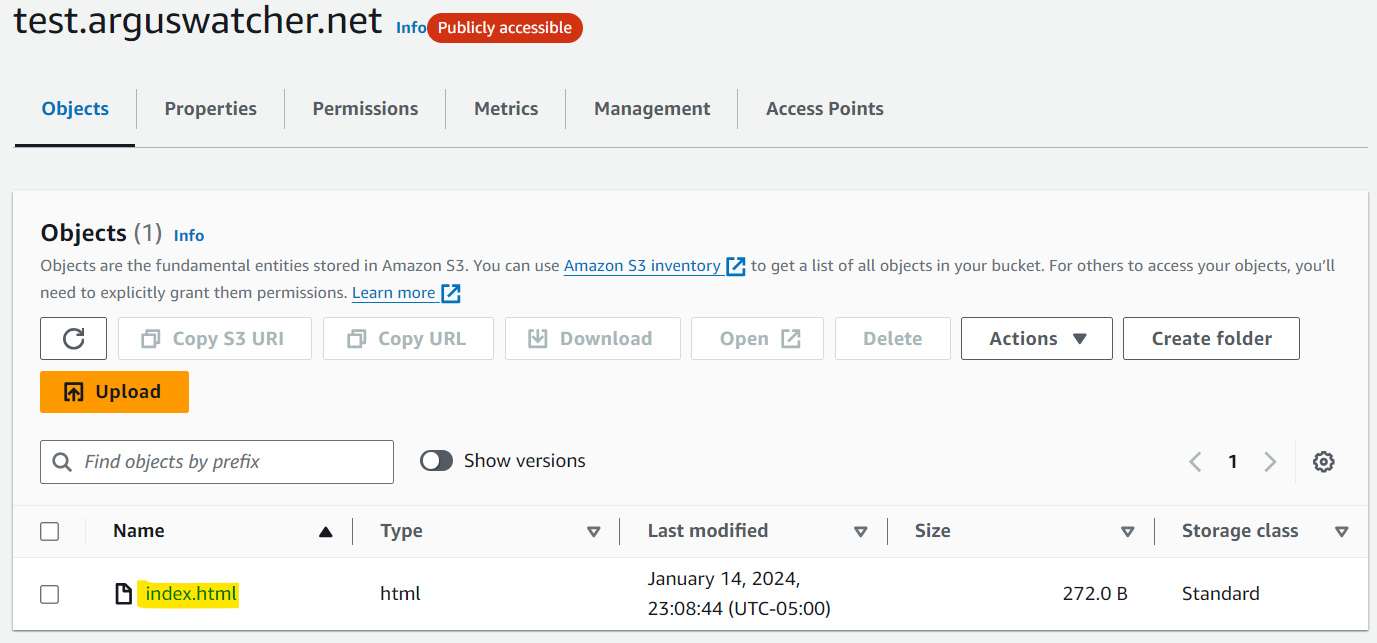 test.arguswatcher.net Info Publicly accessible
Objects Properties Permissions Metrics Management Access Points
Objects (1) Info
Objects are the fundamental entities stored in Amazon S3. You can use Amazon S3 inventory to get a list of all objects in your bucket. For others to access your objects, you’ll
need to explicitly grant them permissions. Learn more
Copy S3 URI Copy URL Download Open Delete Actions Create folder
Upload
Find objects by prefix Show versions 1
Name Type Last modified Size Storage class
index.html html January 14, 2024, 272.0 B Standard
23:08:44 (UTC-05:00)